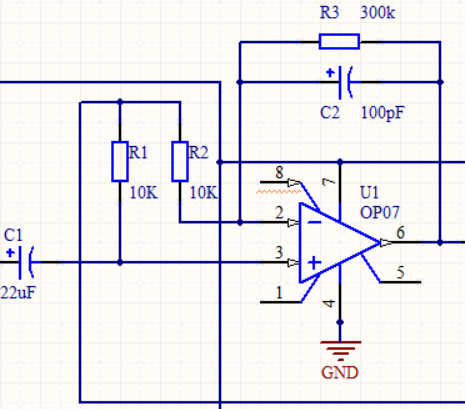 R3 300k
C2 100pF
R1
R2
10K
10K
8
7
U1
OP07
2
6
C1
3
5
22uF
1
4
GND